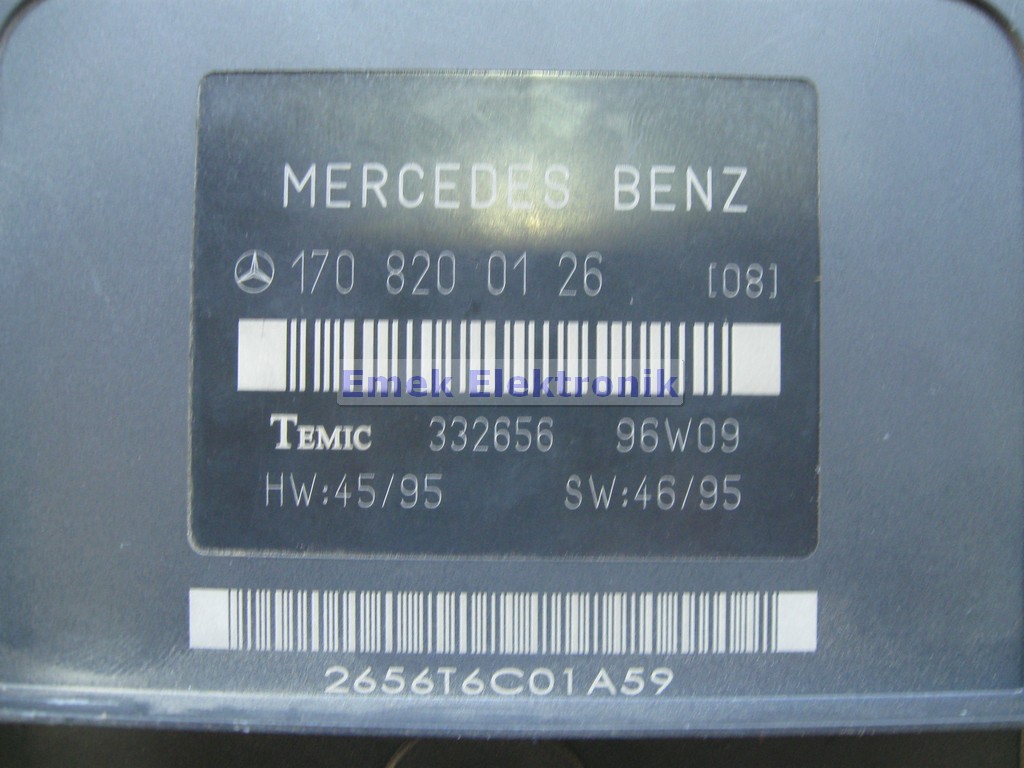 MERCEDES BENZ
170 820 01 26 [08]
Emek Elektronik
TEMIC 332656 96W09
HW:45/95 SW:46/95
2656T6C01A59